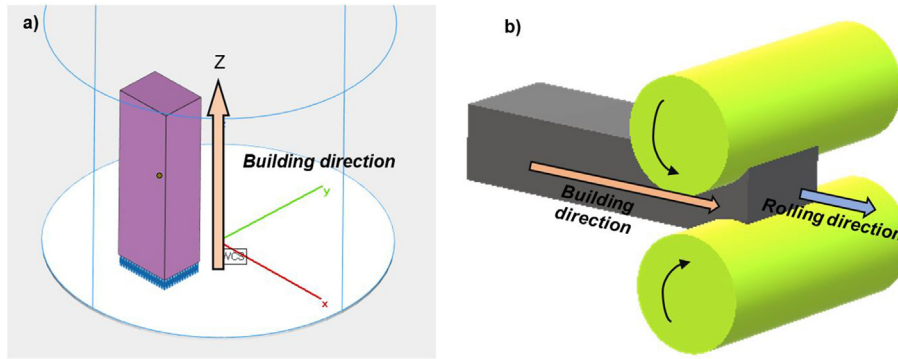 a)
Z
Building direction
y
WCS
x
b)
Building
direction
Rolling direction